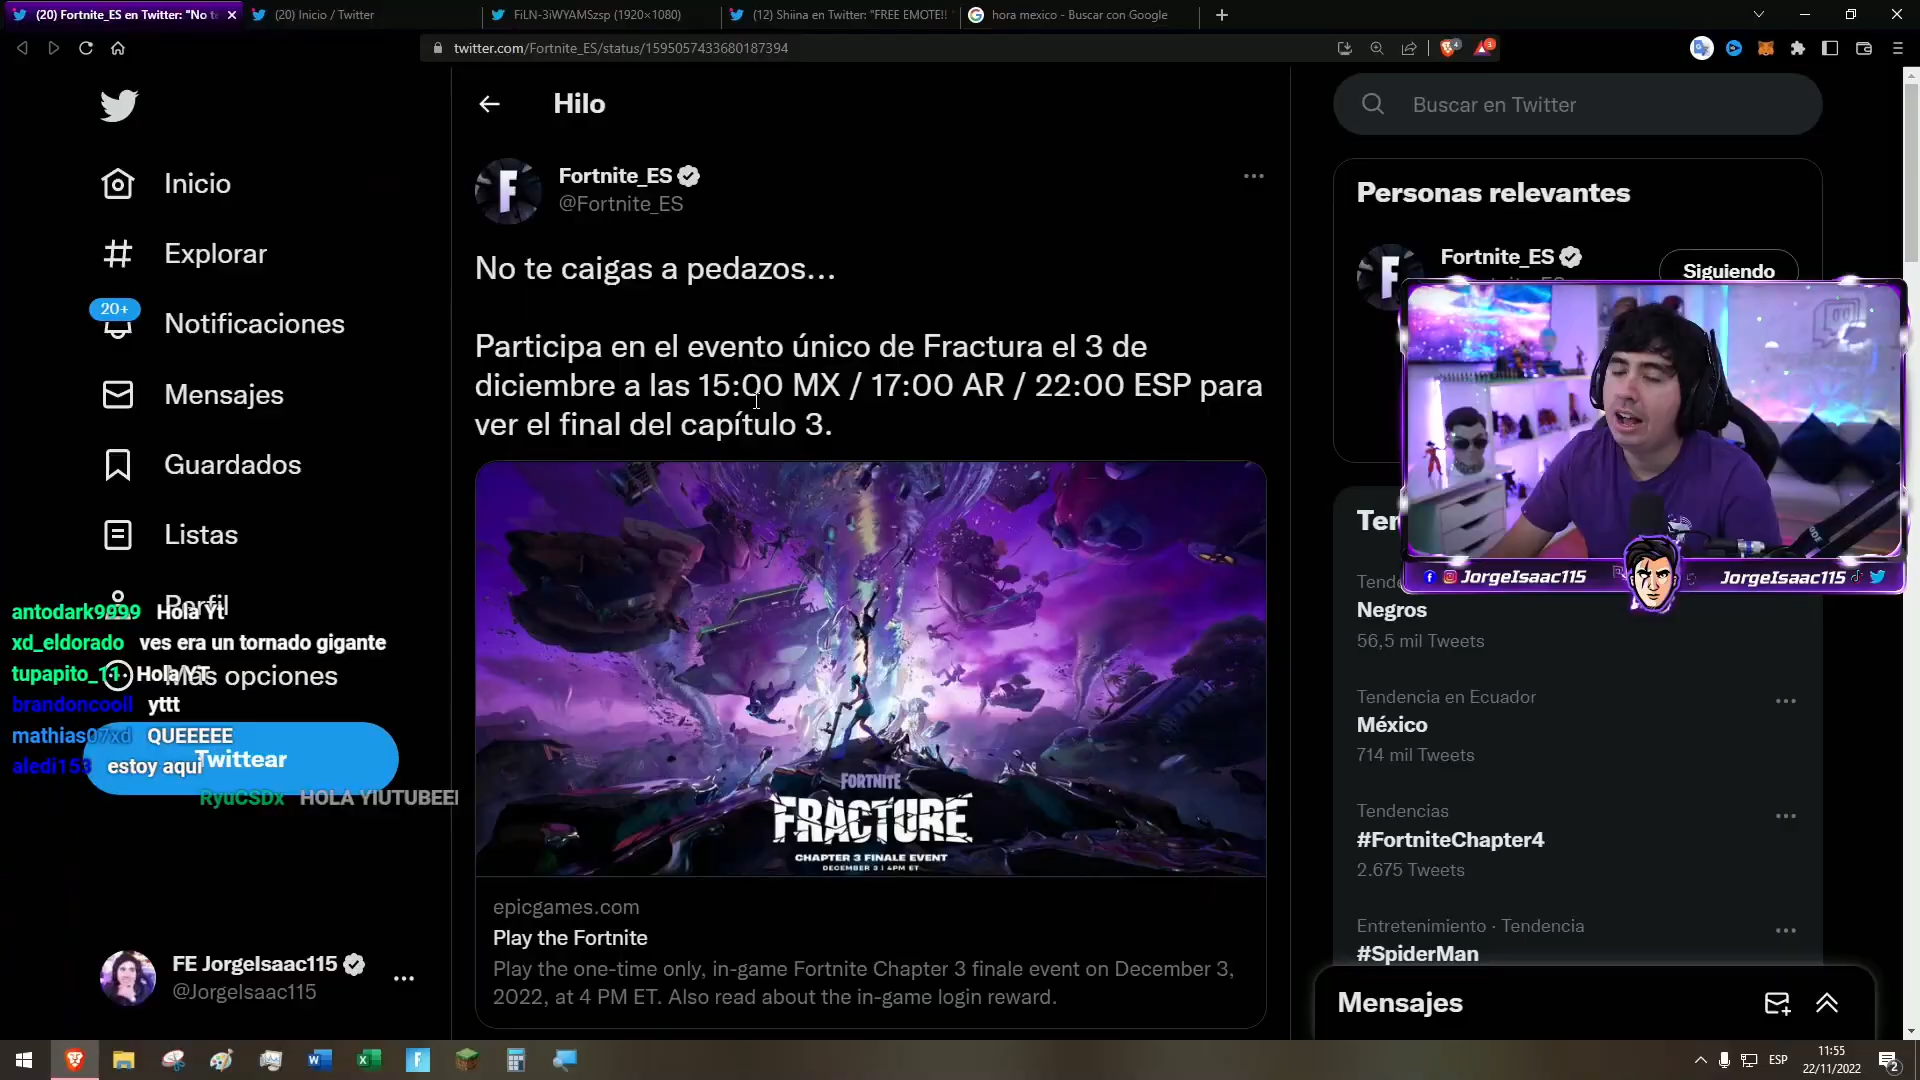 (20) Fortnite_ES en Twitter: "No t
(20) Inicio / Twitter
FiLN-3iWYAMSzsp (1920×1080)
(12) Shiina en Twitter: "FREE EMOTE!!
hora mexico - Buscar con Google
twitter.com/Fortnite_ES/status/1595057433680187394
Hilo
Buscar en Twitter
Inicio
Explorar
20+
Notificaciones
Mensajes
Guardados
Listas
Perfil
Más opciones
Twittear
antodark9999 Hola Yt
xd_eldorado ves era un tornado gigante
tupapito_11 Hola YT
brandoncooll yttt
mathias07xd QUEEEEE
aledi153 estoy aqui
RyuCSDx HOLA YIUTUBEE
FE JorgeIsaac115
@JorgeIsaac115
Fortnite_ES
@Fortnite_ES
No te caigas a pedazos...
Participa en el evento único de Fractura el 3 de
diciembre a las 15:00 MX / 17:00 AR / 22:00 ESP para
ver el final del capítulo 3.
FORTNITE
FRACTURE
CHAPTER 3 FINALE EVENT
DECEMBER 3 | 4PM ET
epicgames.com
Play the Fortnite
Play the one-time only, in-game Fortnite Chapter 3 finale event on December 3,
2022, at 4 PM ET. Also read about the in-game login reward.
Personas relevantes
Fortnite_ES
Siguiendo
JorgeIsaac115
JorgeIsaac115
Negros
56,5 mil Tweets
Tendencia en Ecuador
México
714 mil Tweets
Tendencias
#FortniteChapter4
2.675 Tweets
Entretenimiento · Tendencia
#SpiderMan
Mensajes
ESP
11:55
22/11/2022
2